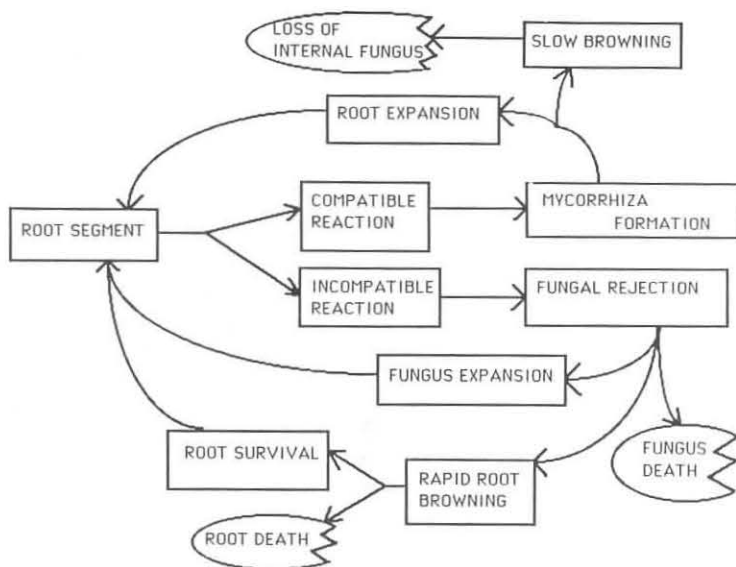 LOSS OF
INTERNAL FUNGUS
SLOW BROWNING
ROOT EXPANSION
ROOT SEGMENT
COMPATIBLE
REACTION
MYCORRHIZA
FORMATION
INCOMPATIBLE
REACTION
FUNGAL REJECTION
FUNGUS EXPANSION
ROOT SURVIVAL
RAPID ROOT
BROWNING
FUNGUS
DEATH
ROOT DEATH